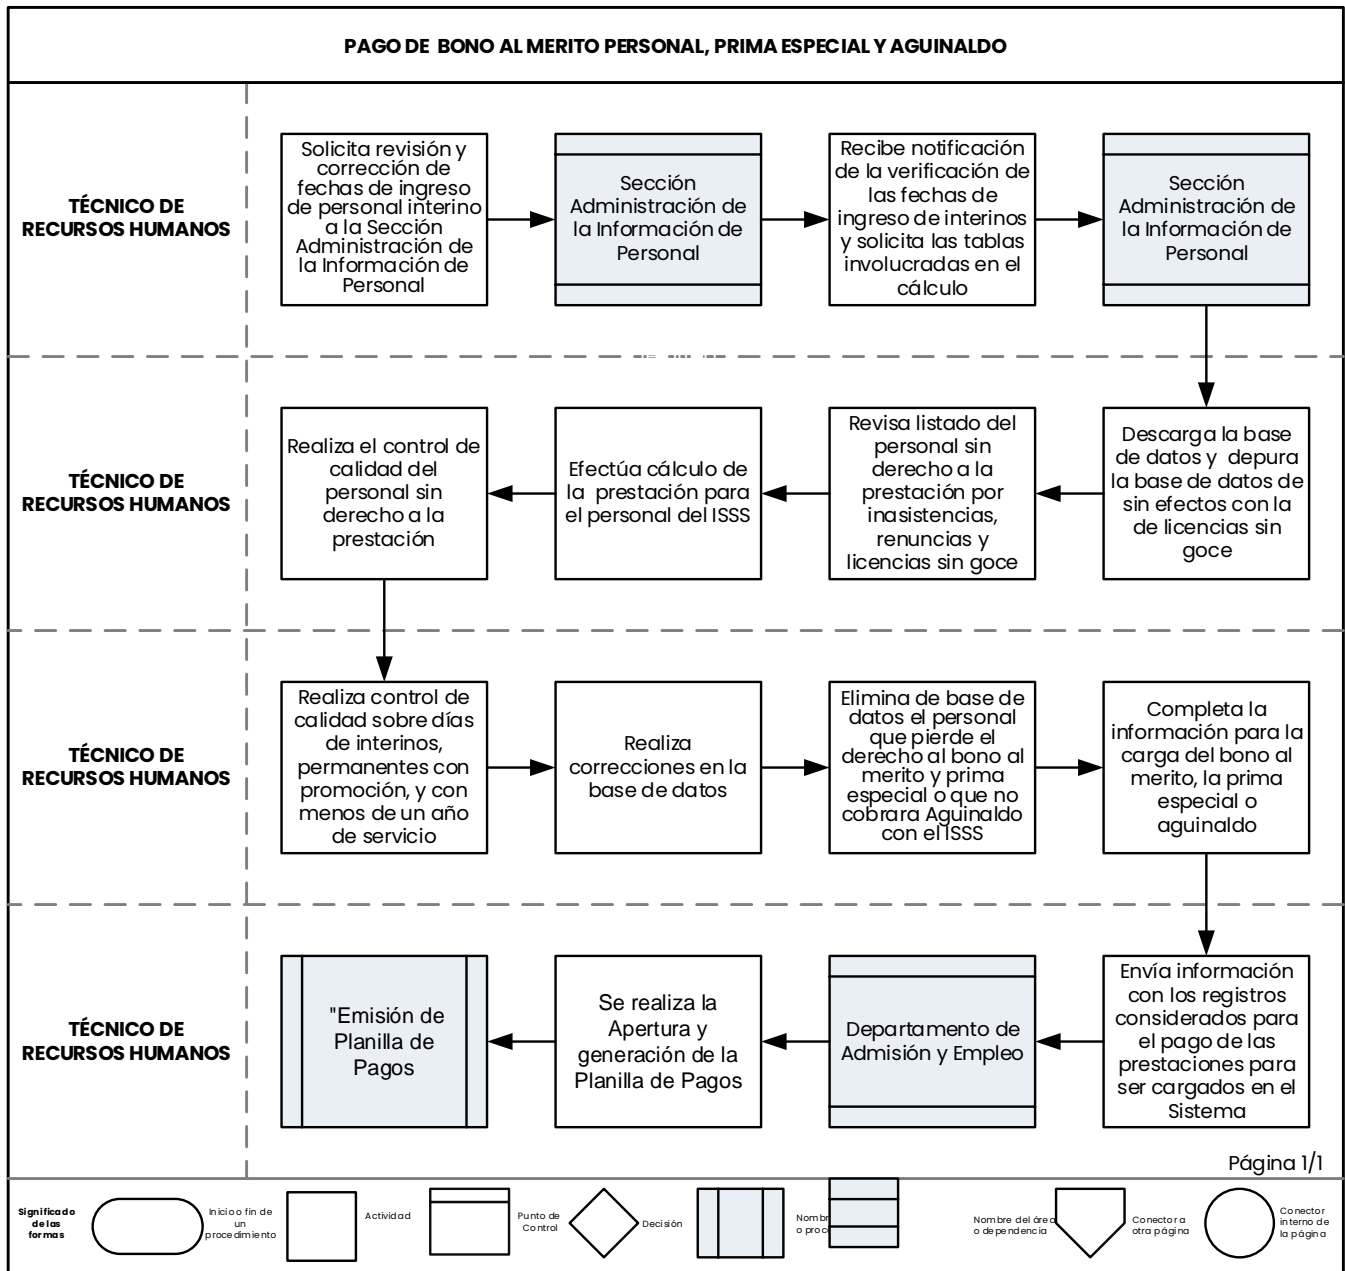 PAGO DE BONO AL MERITO PERSONAL, PRIMA ESPECIAL Y AGUINALDO
TÉCNICO DE
RECURSOS HUMANOS
Solicita revisión y
corrección de
fechas de ingreso
de personal interino
a la Sección
Administración de
la Información de
Personal
Sección
Administración de
la Información de
Personal
Recibe notificación
de la verificación de
las fechas de
ingreso de interinos
y solicita las tablas
involucradas en el
cálculo
Sección
Administración de
la Información de
Personal
TÉCNICO DE
RECURSOS HUMANOS
Realiza el control de
calidad del
personal sin
derecho a la
prestación
Efectúa cálculo de
la prestación para
el personal del ISSS
Revisa listado del
personal sin
derecho a la
prestación por
inasistencias,
renuncias y
licencias sin goce
Descarga la base
de datos y depura
la base de datos de
sin efectos con la
de licencias sin
goce
TÉCNICO DE
RECURSOS HUMANOS
Realiza control de
calidad sobre días
de interinos,
permanentes con
promoción, y con
menos de un año
de servicio
Realiza
correcciones en la
base de datos
Elimina de base de
datos el personal
que pierde el
derecho al bono al
merito y prima
especial o que no
cobrara Aguinaldo
con el ISSS
Completa la
información para la
carga del bono al
merito, la prima
especial o
aguinaldo
TÉCNICO DE
RECURSOS HUMANOS
"Emisión de
Planilla de
Pagos
Se realiza la
Apertura y
generación de la
Planilla de Pagos
Departamento de
Admisión y Empleo
Envía información
con los registros
considerados para
el pago de las
prestaciones para
ser cargados en el
Sistema
Página 1/1
Significado
de las
formas
Inicio o fin de
un
procedimiento
Actividad
Punto de
Control
Decisión
Nombr
o proc
Nombre del área
o dependencia
Conector a
otra página
Conector
interno de
la página